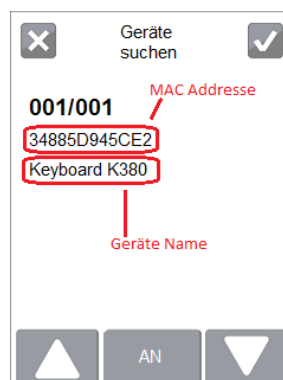 Geräte
suchen
MAC Addresse
001/001
34885D945CE2
Keyboard K380
Geräte Name
AN